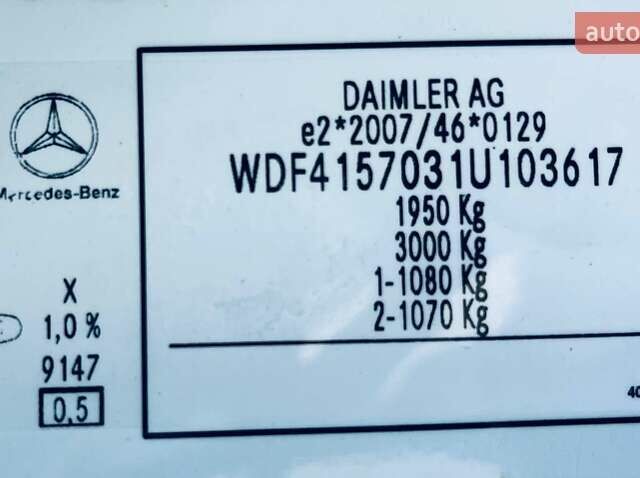 auto
DAIMLER AG
e2*2007/46*0129
WDF4157031U103617
1950 Kg
3000 Kg
1-1080 Kg
2-1070 Kg
Mercedes-Benz
X
1,0 %
9147
0,5
40